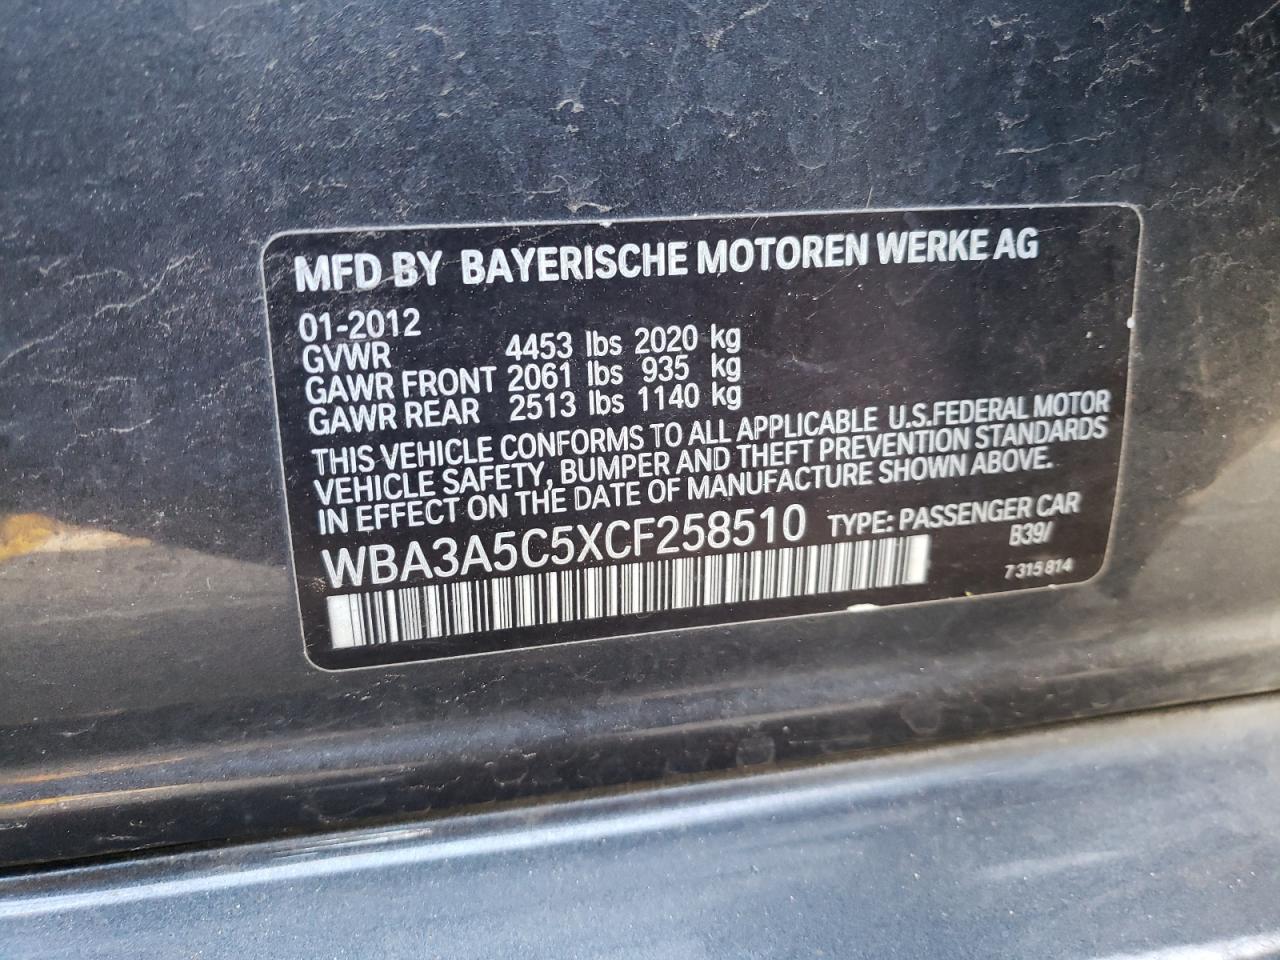 MFD BY BAYERISCHE MOTOREN WERKE AG
01-2012
GVWR 4453 lbs 2020 kg
GAWR FRONT 2061 lbs 935 kg
GAWR REAR 2513 lbs 1140 kg
THIS VEHICLE CONFORMS TO ALL APPLICABLE U.S.FEDERAL MOTOR
VEHICLE SAFETY, BUMPER AND THEFT PREVENTION STANDARDS
IN EFFECT ON THE DATE OF MANUFACTURE SHOWN ABOVE.
WBA3A5C5XCF258510 TYPE: PASSENGER CAR
B39/
7 315 814